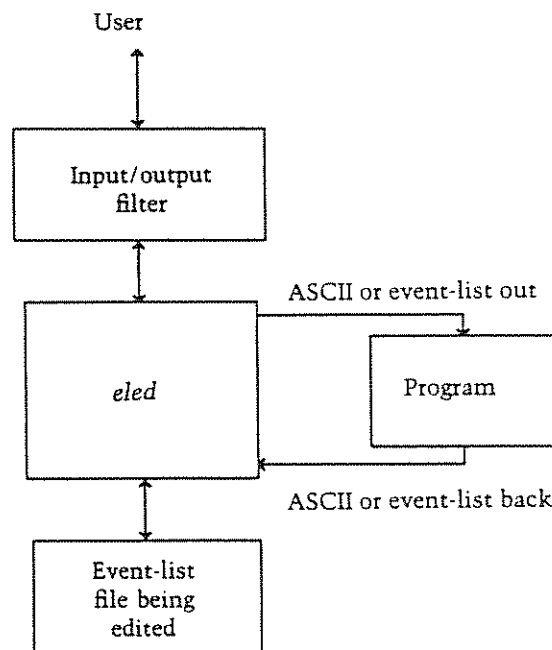 User
Input/output
filter
ASCII or event-list out
eled
Program
ASCII or event-list back
Event-list
file being
edited